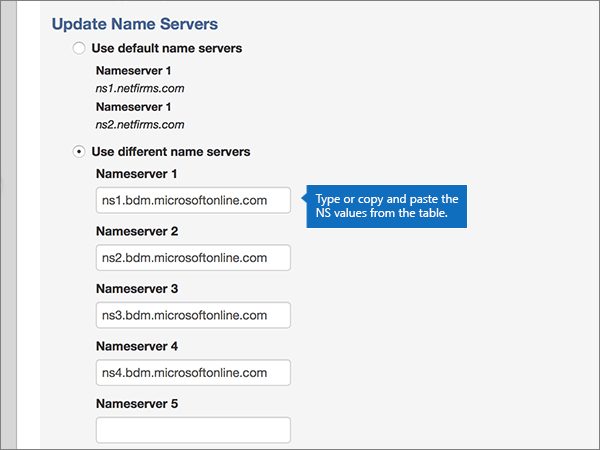 Update Name Servers
Use default name servers
Nameserver 1
ns1.netfirms.com
Nameserver 1
ns2.netfirms.com
Use different name servers
Nameserver 1
ns1.bdm.microsoftonline.com
Type or copy and paste the
NS values from the table.
Nameserver 2
ns2.bdm.microsoftonline.com
Nameserver 3
ns3.bdm.microsoftonline.com
Nameserver 4
ns4.bdm.microsoftonline.com
Nameserver 5